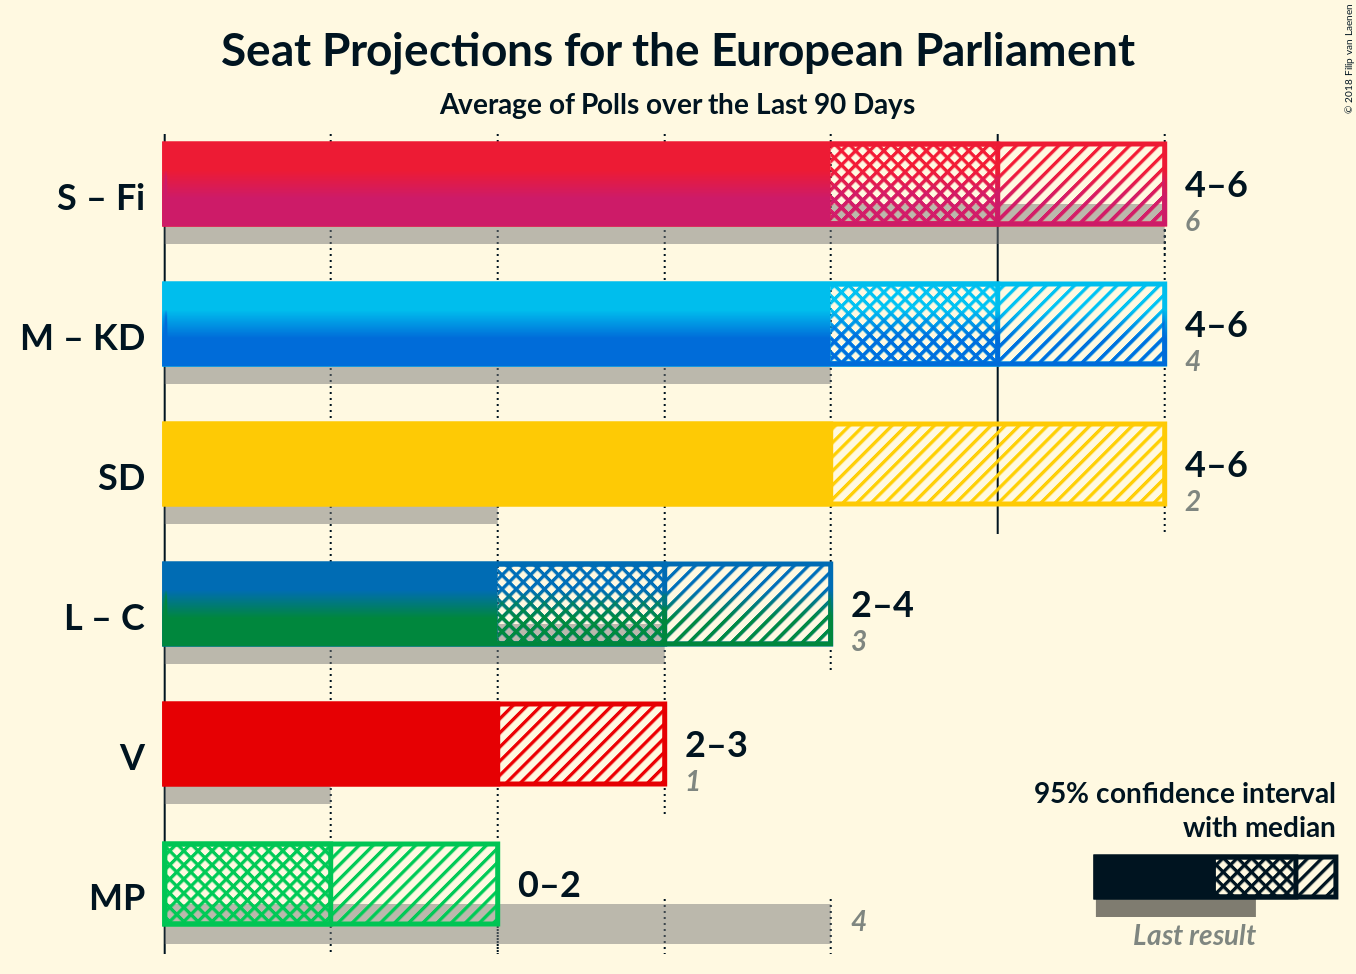 Seat Projections for the European Parliament
Average of Polls over the Last 90 Days
© 2018 Filip van Laenen
S – Fi
4–6
6
M – KD
4–6
4
SD
4–6
2
L – C
2–4
3
V
2–3
1
MP
0–2
4
95% confidence interval
with median
Last result